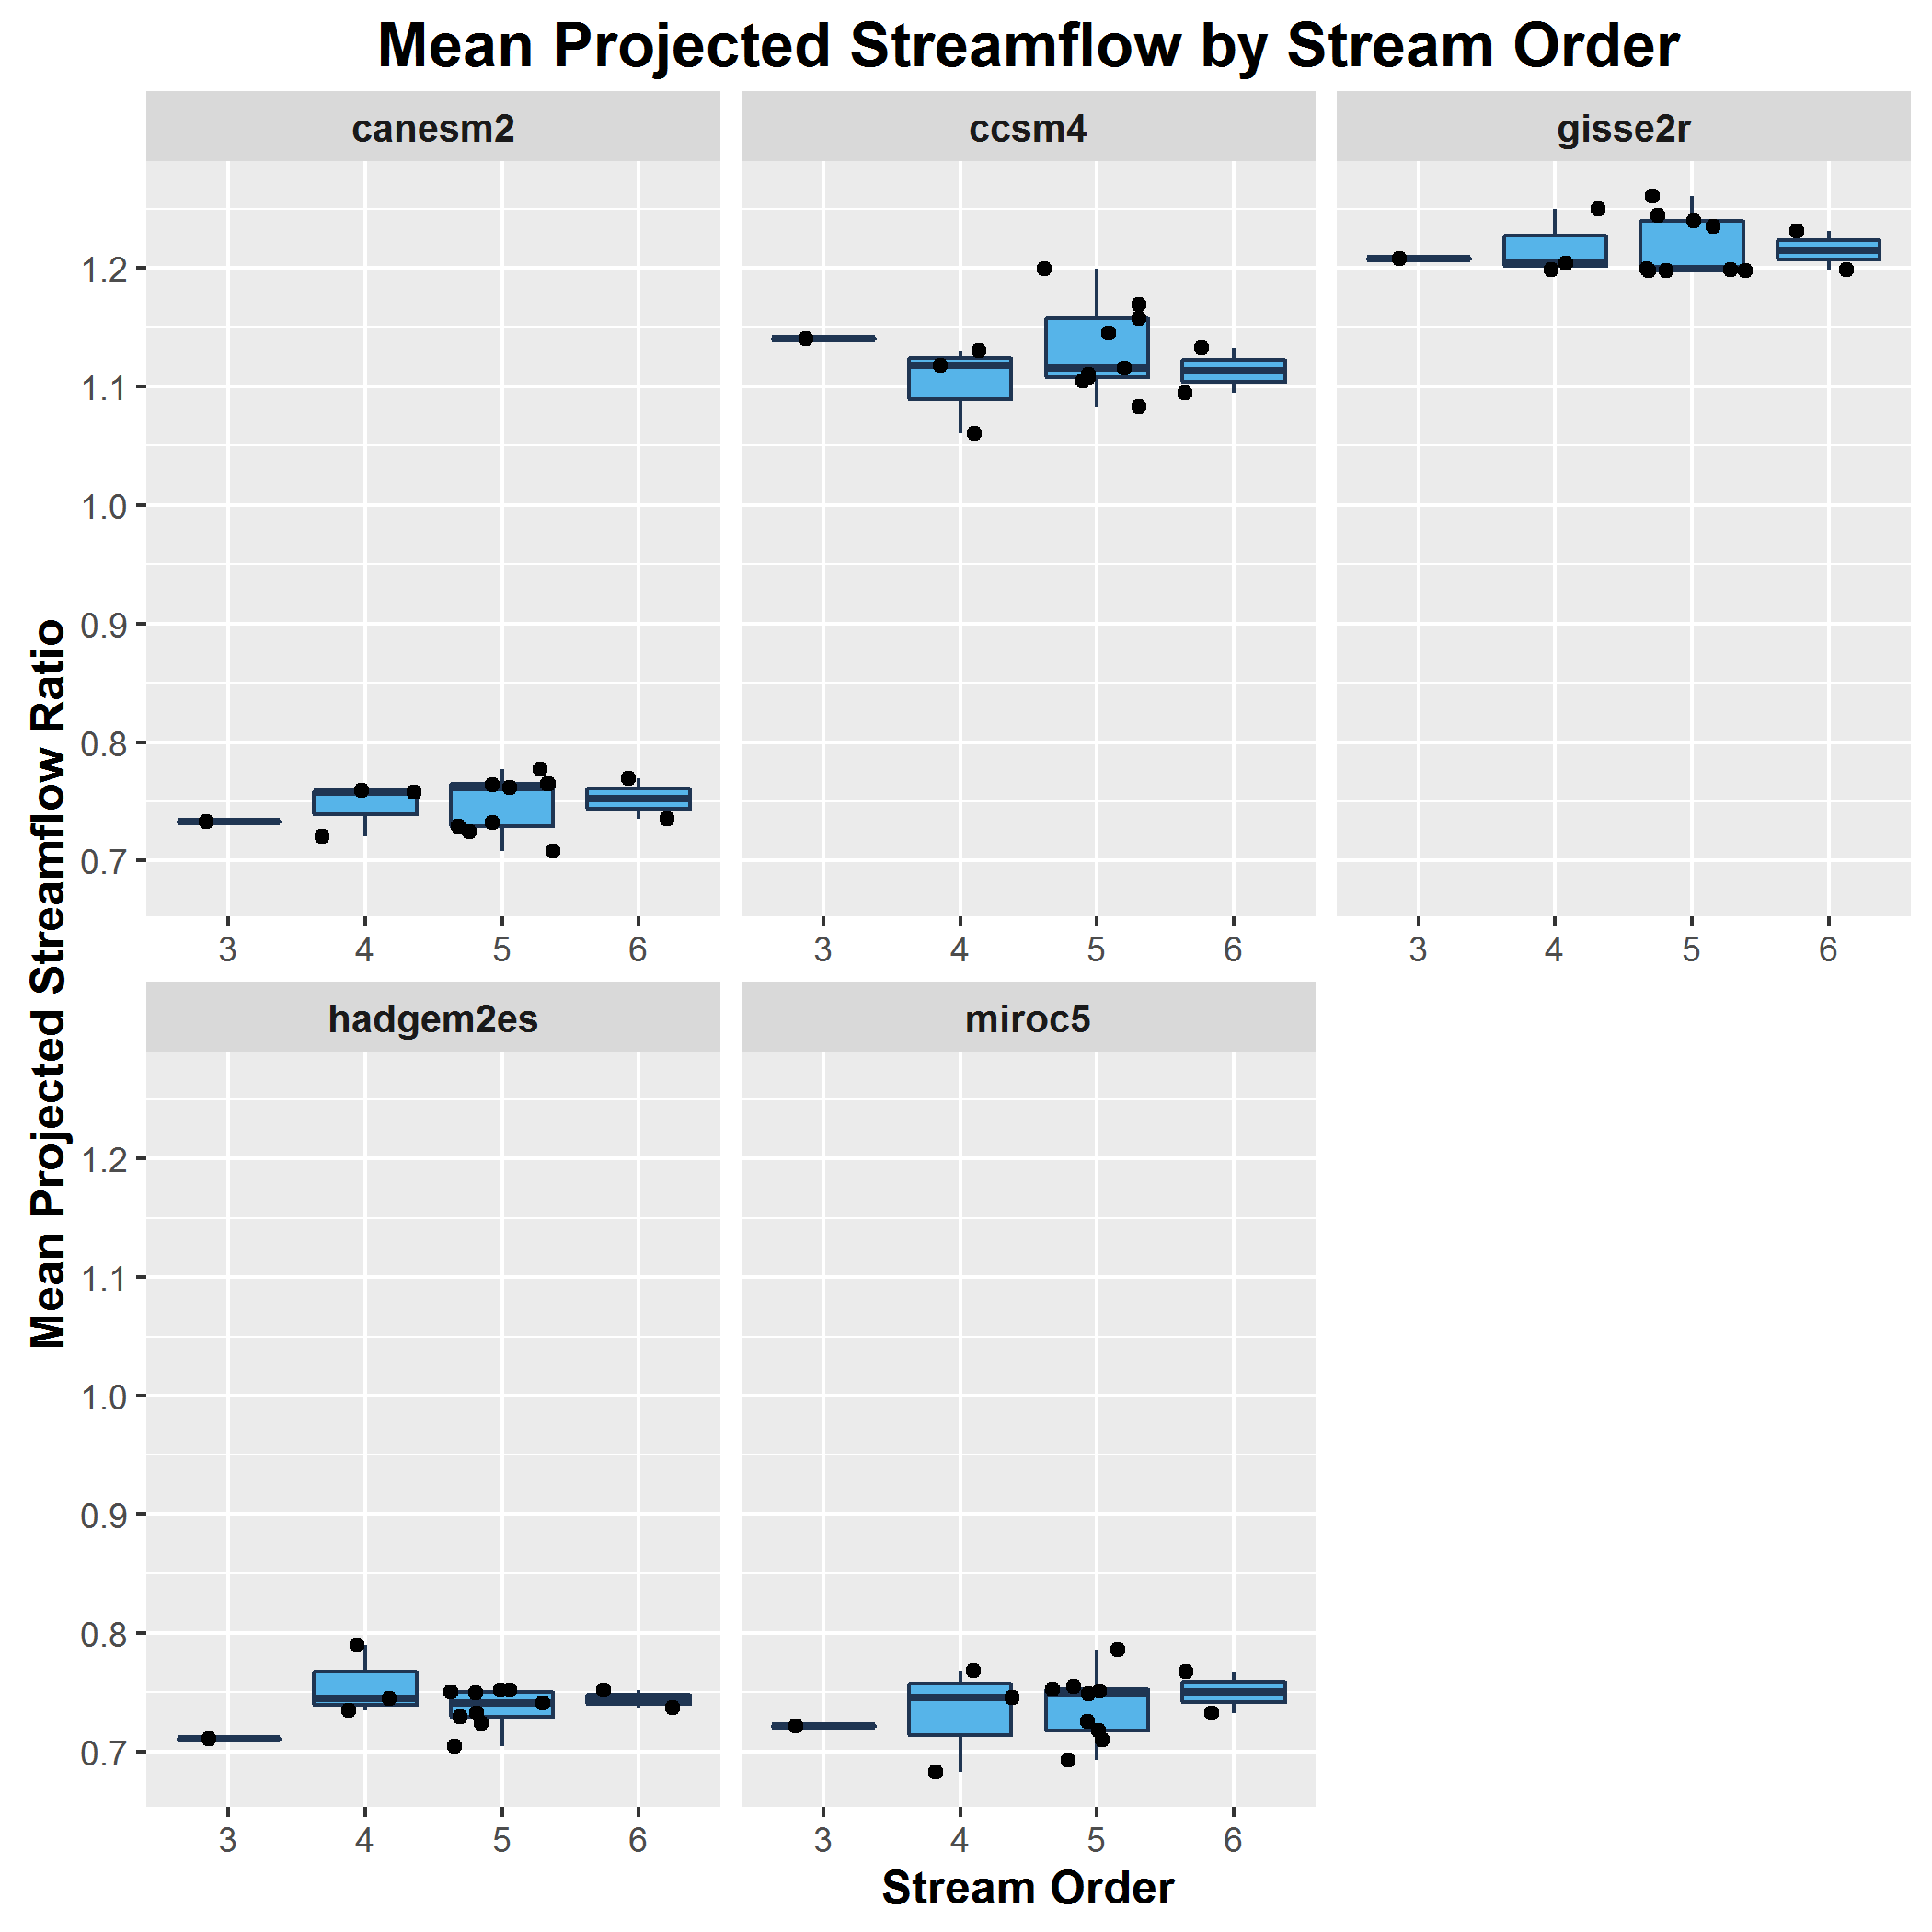 Mean Projected Streamflow by Stream Order
canesm2 ccsm4 gisse2r
1.2
1.1
1.0
0.9
0.8
0.7
3 4 5 6 3 4 5 6 3 4 5 6
Mean Projected Streamflow Ratio
hadgem2es miroc5
1.2
1.1
1.0
0.9
0.8
0.7
3 4 5 6 3 4 5 6
Stream Order